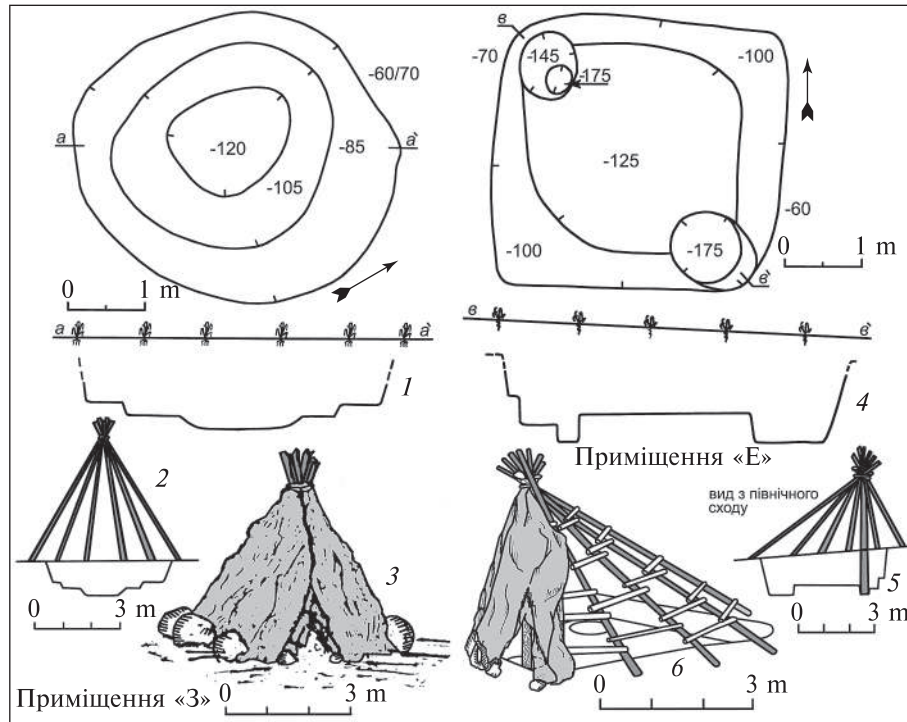 -60/70
а а`
-120
-85
-105
0 1 m
в
-70
-145
-175
-100
-125
-60
-100
-175
в`
0 1 m
а а`
1
в в`
4
Приміщення «Е»
2
3
0 3 m
Приміщення «З»
0 3 m
вид з північного
сходу
5
0 3 m
6
0 3 m